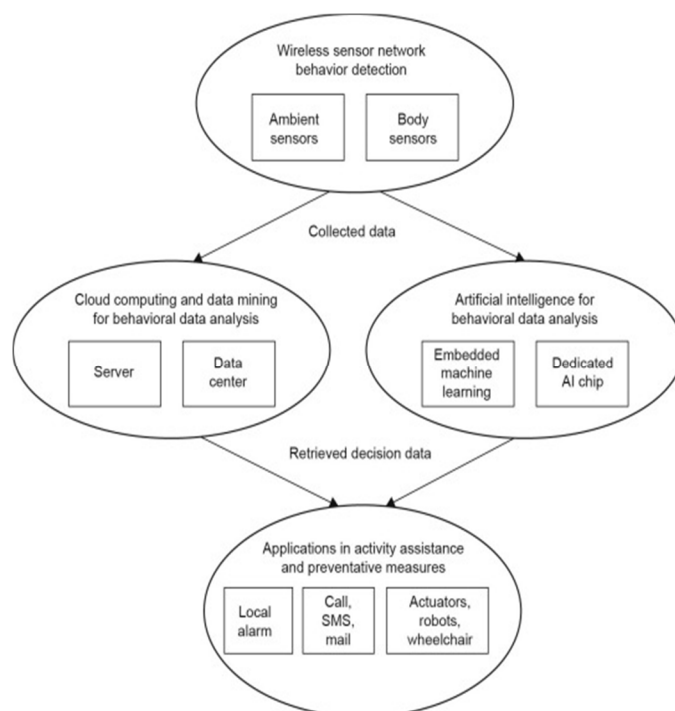 Wireless sensor network
behavior detection
Ambient
sensors
Body
sensors
Collected data
Cloud computing and data mining
for behavioral data analysis
Server
Data
center
Artificial intelligence for
behavioral data analysis
Embedded
machine
learning
Dedicated
AI chip
Retrieved decision data
Applications in activity assistance
and preventative measures
Local
alarm
Call,
SMS,
mail
Actuators,
robots,
wheelchair